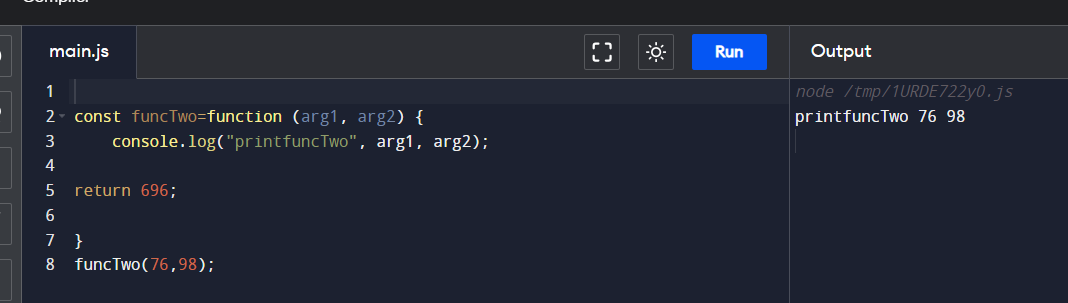 main.js
Run
Output
1
2 const funcTwo=function (arg1, arg2) {
3 console.log("printfuncTwo", arg1, arg2);
4
5 return 696;
6
7 }
8 funcTwo(76,98);
node /tmp/1URDE722y0.js
printfuncTwo 76 98